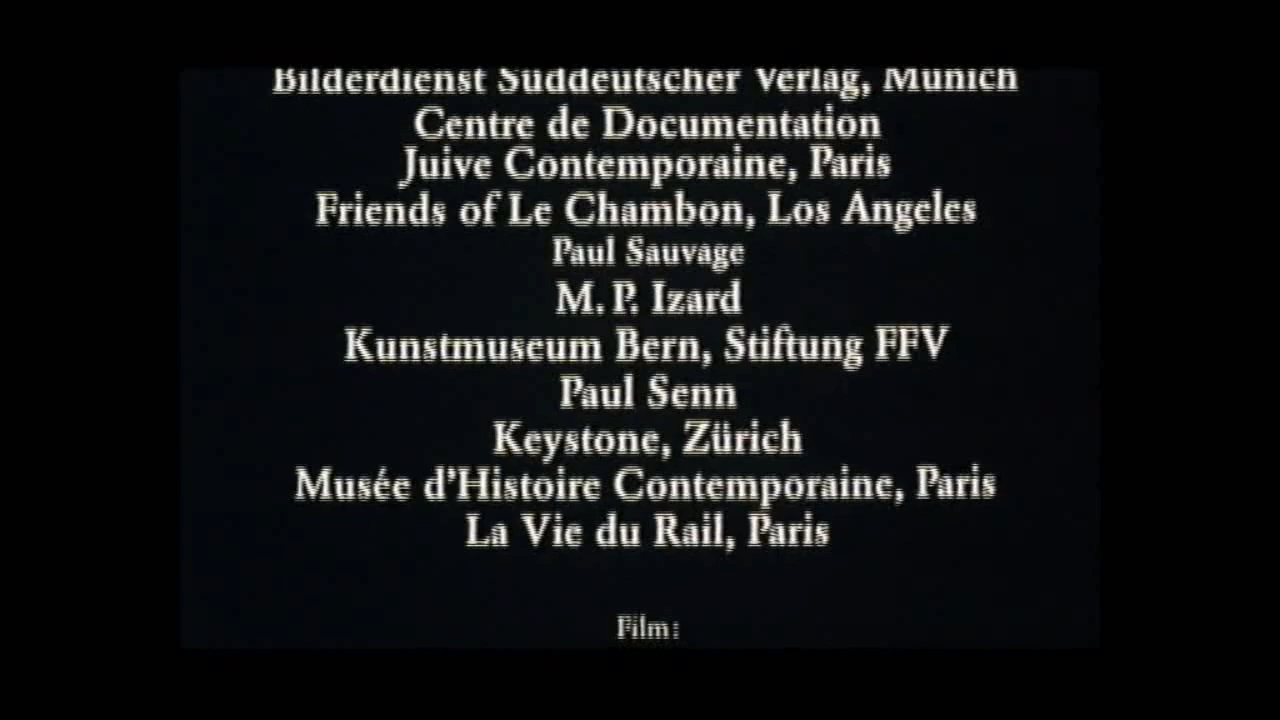 Bilderdienst Süddeutscher Verlag, Munich
Centre de Documentation
Juive Contemporaine, Paris
Friends of Le Chambon, Los Angeles
Paul Sauvage
M. P. Izard
Kunstmuseum Bern, Stiftung FFV
Paul Senn
Keystone, Zürich
Musée d'Histoire Contemporaine, Paris
La Vie du Rail, Paris
Film: